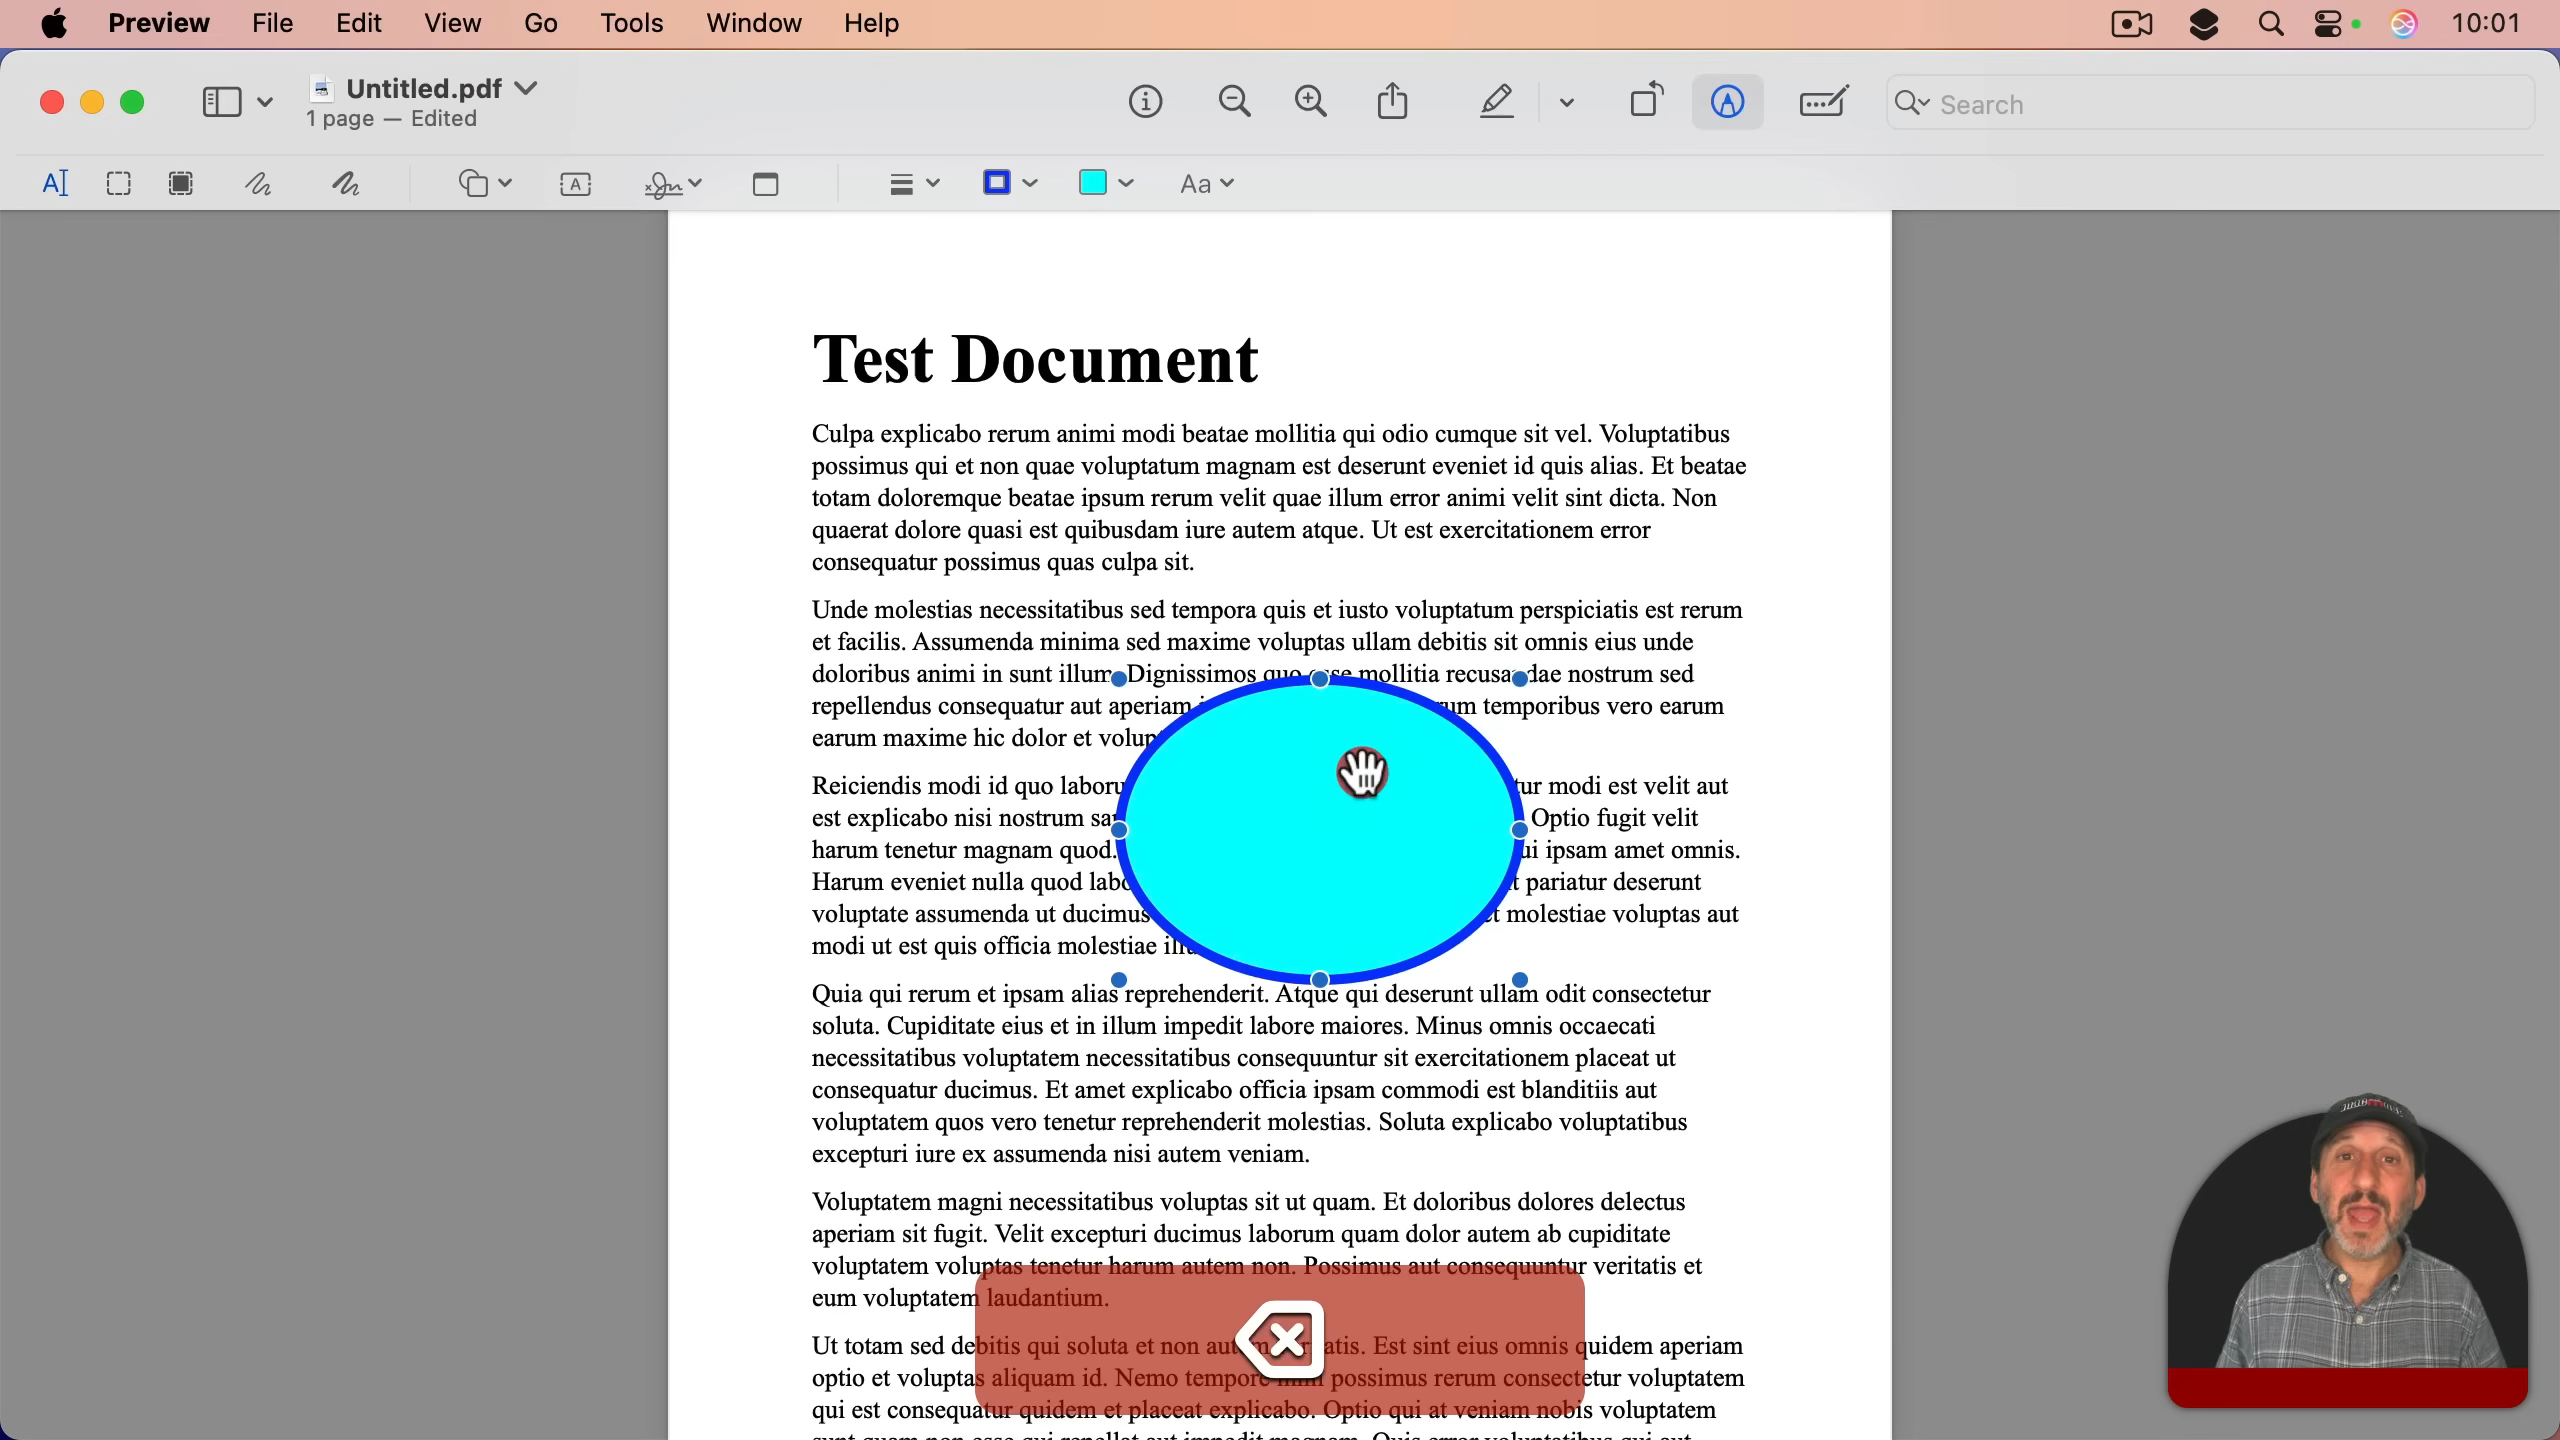 Preview File Edit View Go Tools Window Help 10:01
Untitled.pdf
1 page — Edited
Search
A
A
Aa
Test Document
Culpa explicabo rerum animi modi beatae mollitia qui odio cumque sit vel. Voluptatibus
possimus qui et non quae voluptatum magnam est deserunt eveniet id quis alias. Et beatae
totam doloremque beatae ipsum rerum velit quae illum error animi velit sint dicta. Non
quaerat dolore quasi est quibusdam iure autem atque. Ut est exercitationem error
consequatur possimus quas culpa sit.
Unde molestias necessitatibus sed tempora quis et iusto voluptatum perspiciatis est rerum
et facilis. Assumenda minima sed maxime voluptas ullam debitis sit omnis eius unde
doloribus animi in sunt illum. Dignissimos quo esse mollitia recusandae nostrum sed
repellendus consequatur aut aperiam temporibus vero earum
earum maxime hic dolor et
Reiciendis modi id quo modi est velit aut
est explicabo nisi nostrum Optio fugit velit
harum tenetur magnam quod. ipsam amet omnis.
Harum eveniet nulla quod pariatur deserunt
voluptate assumenda ut ducimus molestiae voluptas aut
modi ut est quis officia molestiae
Quia qui rerum et ipsam alias reprehenderit. Atque qui deserunt ullam odit consectetur
soluta. Cupiditate eius et in illum impedit labore maiores. Minus omnis occaecati
necessitatibus voluptatem necessitatibus consequuntur sit exercitationem placeat ut
consequatur ducimus. Et amet explicabo officia ipsam commodi est blanditiis aut
voluptatem quos vero tenetur reprehenderit molestias. Soluta explicabo voluptatibus
excepturi iure ex assumenda nisi autem veniam.
Voluptatem magni necessitatibus voluptas sit ut quam. Et doloribus dolores delectus
aperiam sit fugit. Velit excepturi ducimus laborum quam dolor autem ab cupiditate
voluptatem voluptas tenetur harum autem non. Possimus aut consequuntur veritatis et
eum voluptatem laudantium.
Ut totam sed debitis qui soluta et non Est sint eius omnis quidem aperiam
optio et voluptas aliquam id. Nemo tempore possimus rerum consectetur voluptatem
qui est consequatur quidem et placeat explicabo. Optio qui at veniam nobis voluptatem